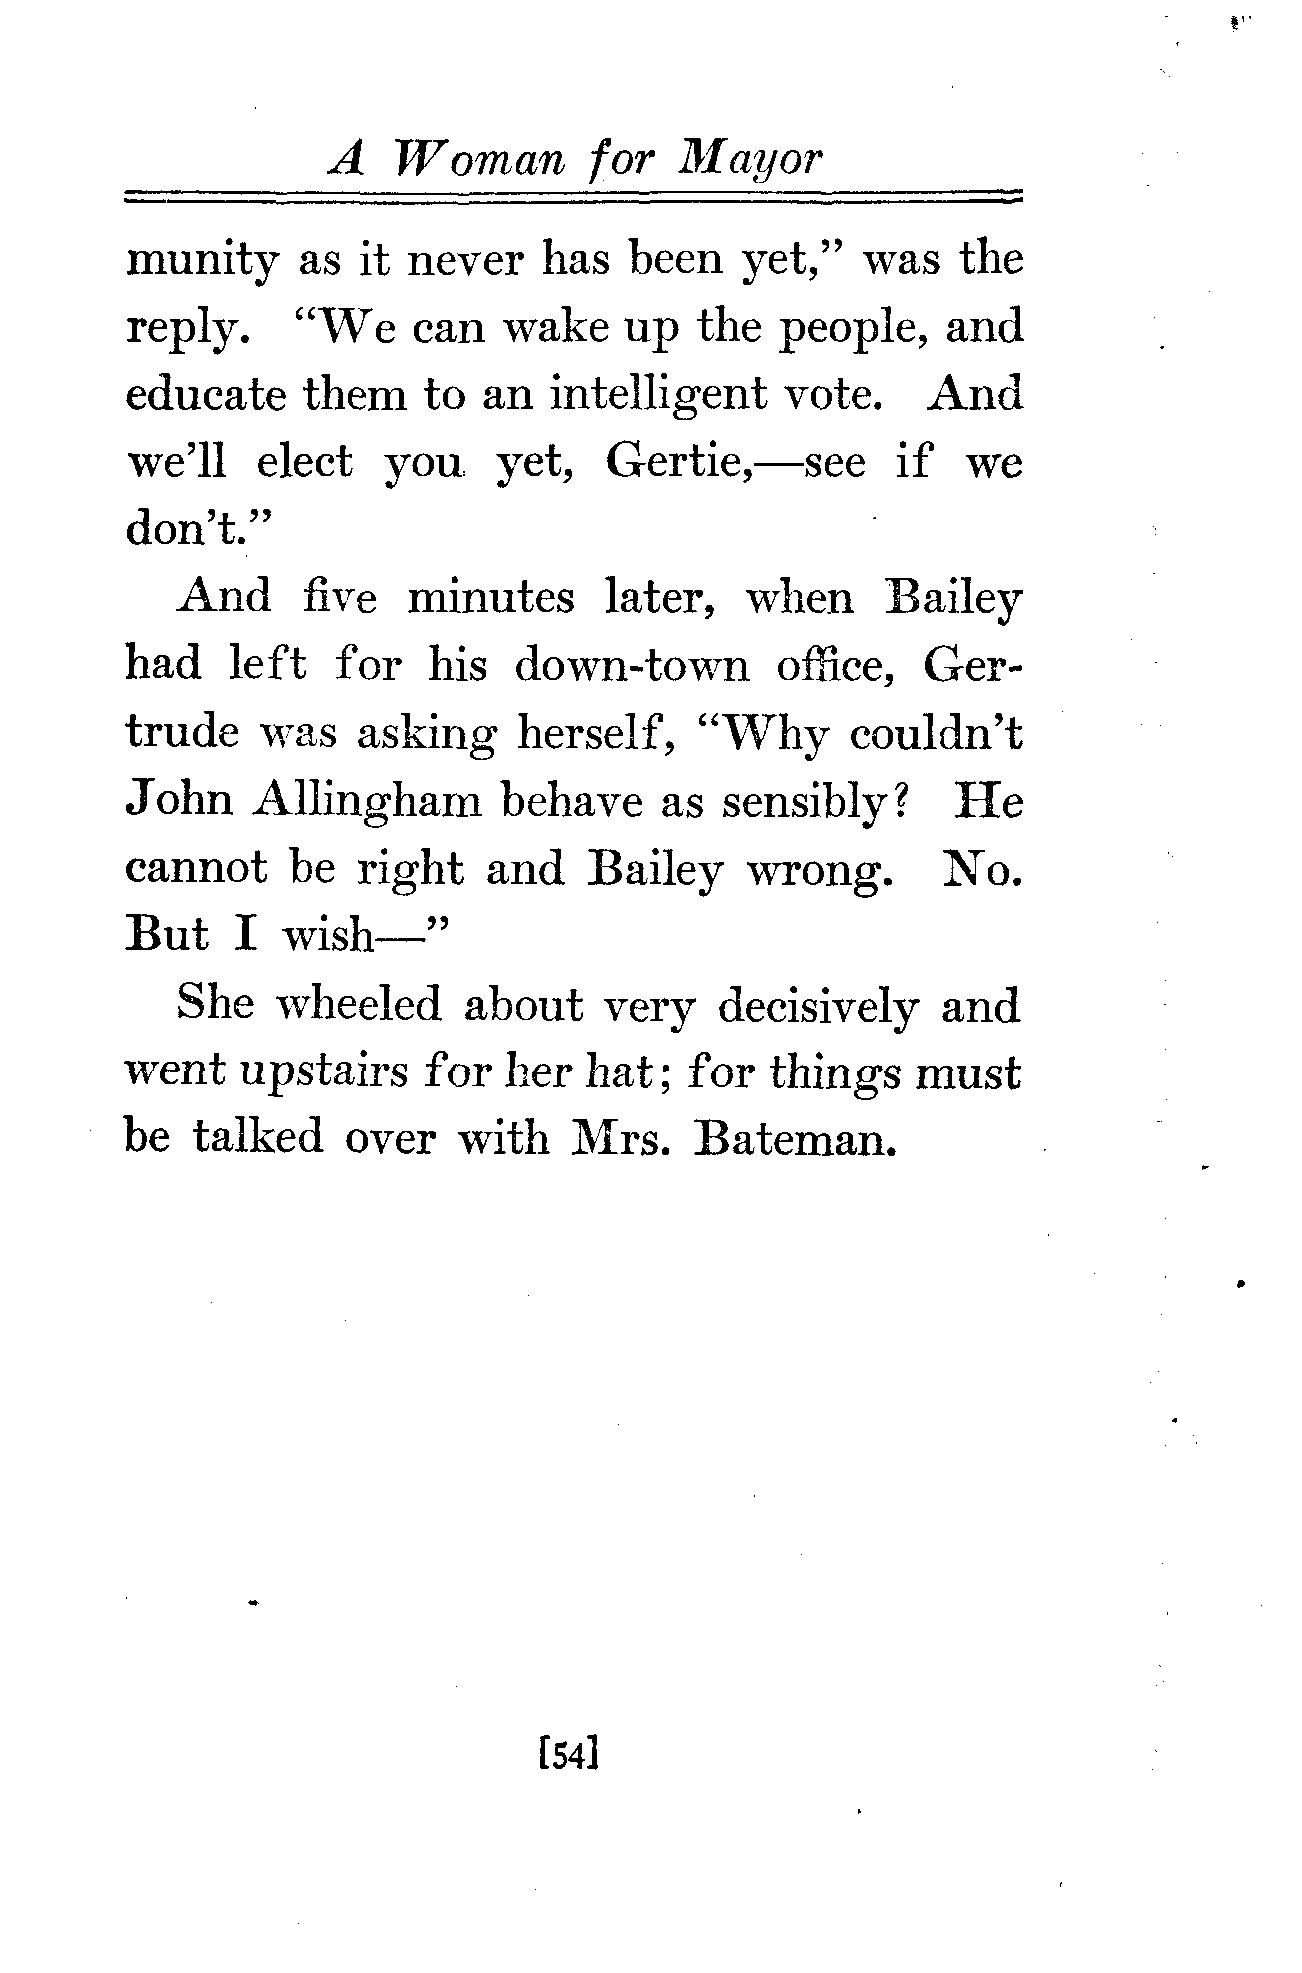 A Woman for Mayor
munity as it never has been yet,” was the
reply. “We can wake up the people, and
educate them to an intelligent vote. And
we’ll elect you yet, Gertie,—see if we
don’t.”
And five minutes later, when Bailey
had left for his down-town office, Ger-
trude was asking herself, “Why couldn’t
John Allingham behave as sensibly? He
cannot be right and Bailey wrong. No.
But I wish—”
She wheeled about very decisively and
went upstairs for her hat; for things must
be talked over with Mrs. Bateman.
[54]